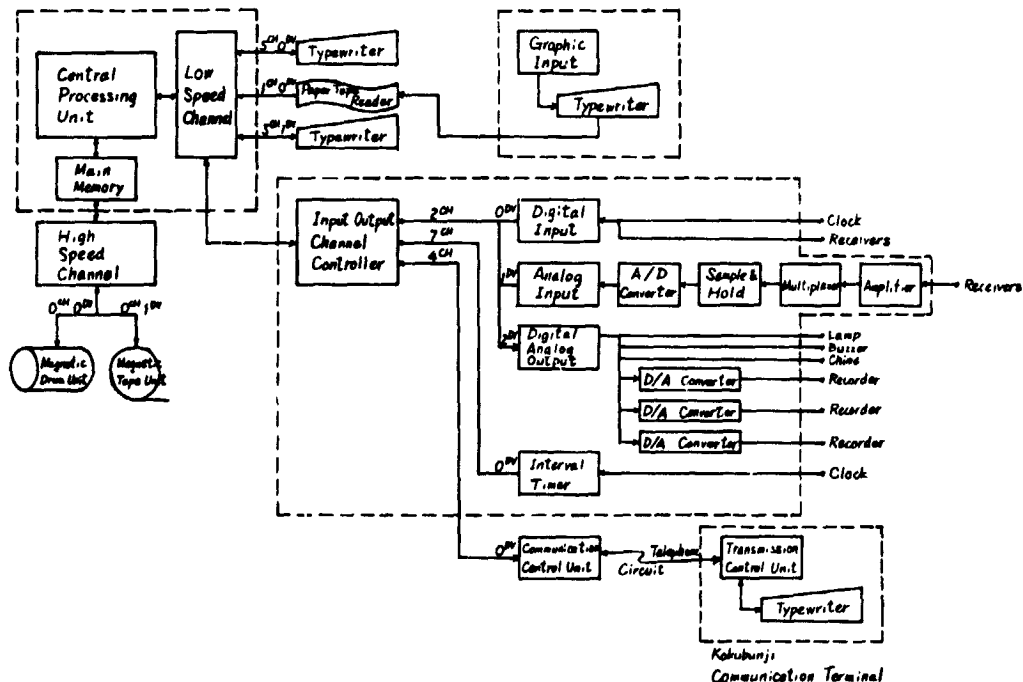 Central
Processing
Unit
Low
Speed
Channel
Main
Memory
High
Speed
Channel
0CH 0DV
0CH 1DV
Magnetic
Drum Unit
Magnetic
Tape Unit
5CH 0DV
Typewriter
1CH 0DV
Paper Tape
Reader
5CH 1DV
Typewriter
Graphic
Input
Typewriter
Input Output
Channel
Controller
2CH
7CH
4CH
0DV
Digital
Input
Clock
Receivers
1DV
Analog
Input
A/D
Converter
Sample &
Hold
Multiplexer
Amplifier
Receivers
2DV
Digital
Analog
Output
Lamp
Buzzer
Chime
D/A Converter
Recorder
D/A Converter
Recorder
D/A Converter
Recorder
0DV
Interval
Timer
Clock
0DV
Communication
Control Unit
Telephone
Circuit
Transmission
Control Unit
Typewriter
Kokubunji
Communication Terminal